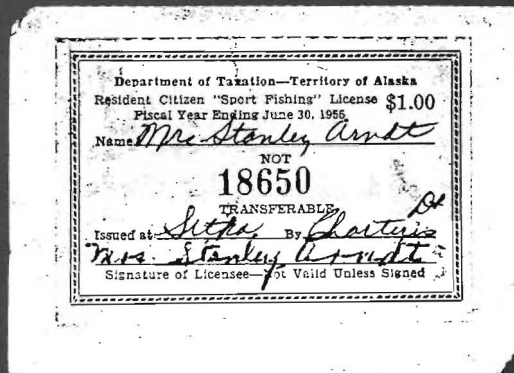 Department of Taxation—Territory of Alaska
Resident Citizen "Sport Fishing" License $1.00
Fiscal Year Ending June 30, 1956
Name Mrs Stanley Arndt
NOT
18650
TRANSFERABLE
Issued at Sitka, By Charteris
Mrs. Stanley Arndt
Signature of Licensee—Not Valid Unless Signed